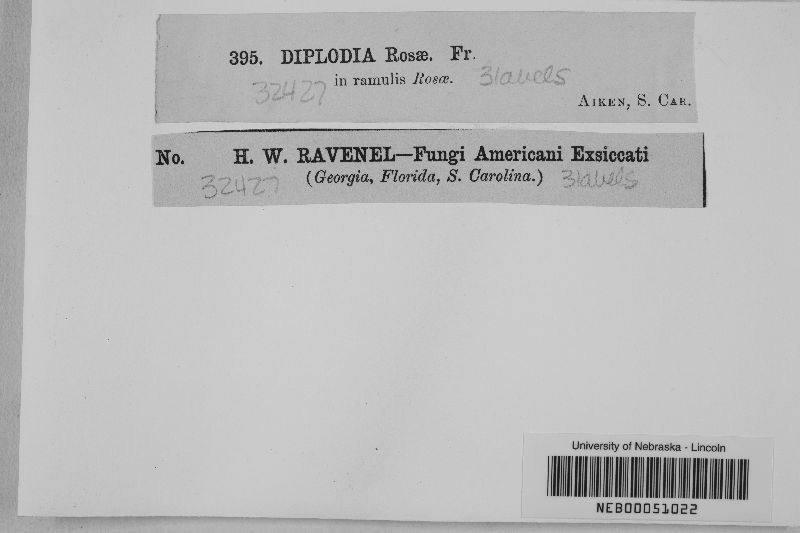 395. DIPLODIA Rosæ. Fr.
in ramulis Rosæ.
32427 3labels
AIKEN, S. CAR.
No. H. W. RAVENEL—Fungi Americani Exsiccati
(Georgia, Florida, S. Carolina.)
32427 3labels
University of Nebraska - Lincoln
NEB00051022